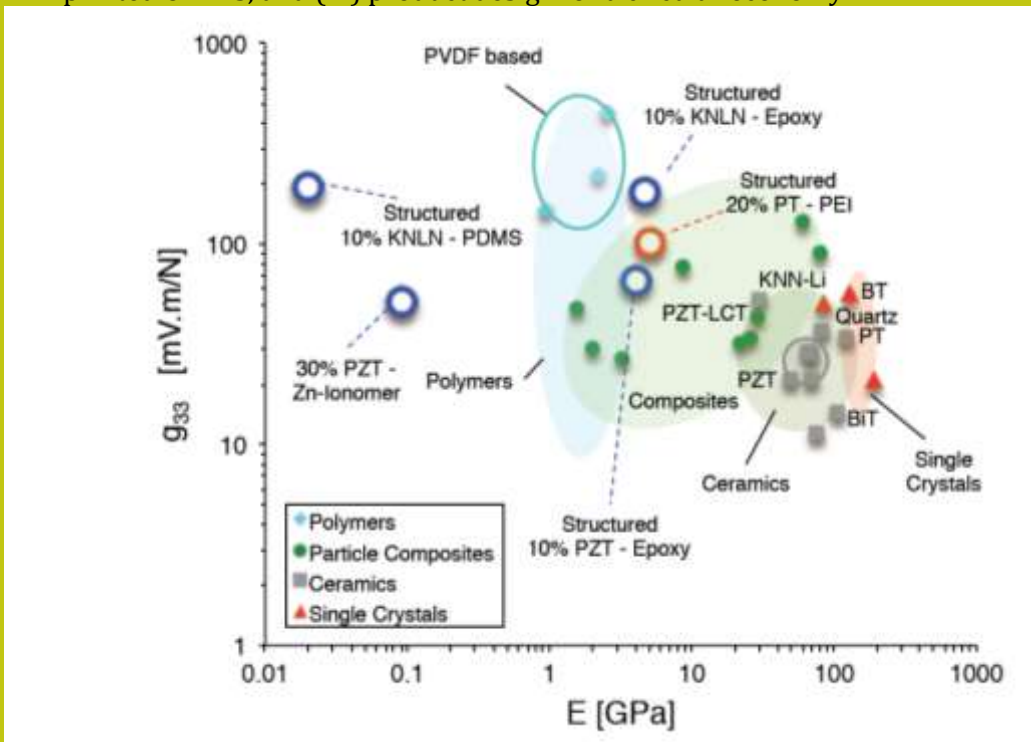 1000
100
10
1
g33 [mV.m/N]
PVDF based
Structured
10% KNLN - Epoxy
Structured
20% PT - PEI
Structured
10% KNLN - PDMS
KNN-Li
BT
Quartz
PZT-LCT
PT
30% PZT -
Zn-Ionomer
Polymers
PZT
Composites
BiT
Ceramics
Single
Crystals
Structured
10% PZT - Epoxy
Polymers
Particle Composites
Ceramics
Single Crystals
0.01 0.1 1 10 100 1000
E [GPa]